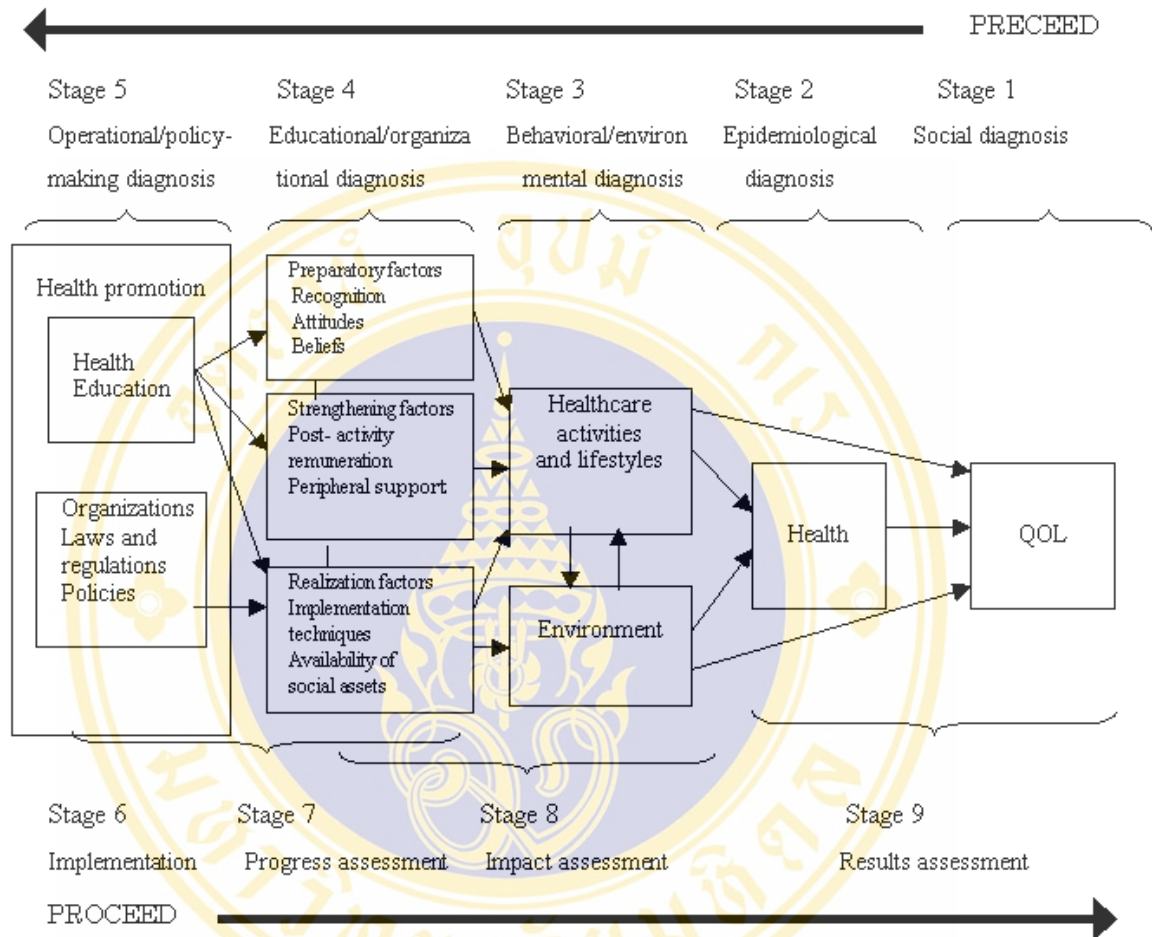 PRECEED
Stage 5
Stage 4
Stage 3
Stage 2
Stage 1
Operational/policy-
making diagnosis
Educational/organiza
tional diagnosis
Behavioral/environ
mental diagnosis
Epidemiological
diagnosis
Social diagnosis
Health promotion
Health
Education
Organizations
Laws and
regulations
Policies
Preparatory factors
Recognition
Attitudes
Beliefs
Strengthening factors
Post- activity
remuneration
Peripheral support
Realization factors
Implementation
techniques
Availability of
social assets
Healthcare
activities
and lifestyles
Environment
Health
QOL
Stage 6
Implementation
Stage 7
Progress assessment
Stage 8
Impact assessment
Stage 9
Results assessment
PROCEED